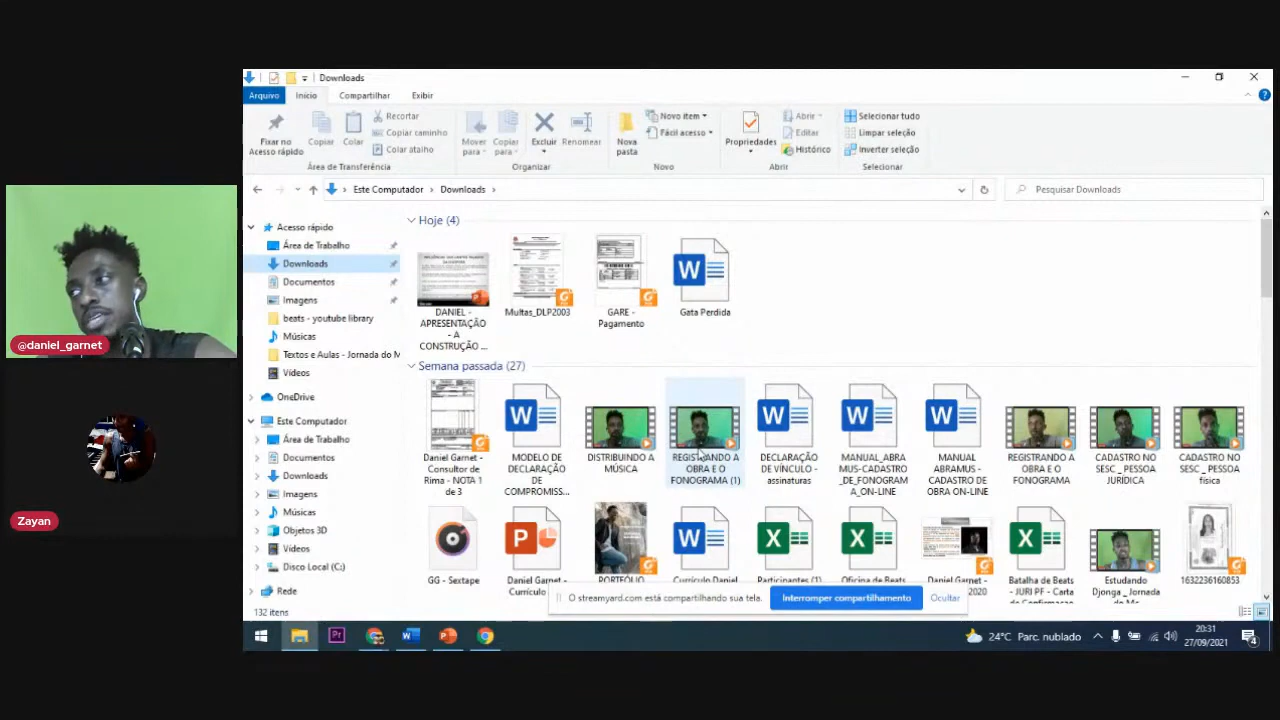 Downloads
Arquivo
Início
Compartilhar
Exibir
Fixar no
Acesso rápido
Copiar
Colar
Recortar
Copiar caminho
Colar atalho
Mover
para
Copiar
para
Excluir
Renomear
Nova
pasta
Novo item
Fácil acesso
Propriedades
Abrir
Editar
Histórico
Selecionar tudo
Limpar seleção
Inverter seleção
Área de Transferência
Organizar
Novo
Abrir
Selecionar
Este Computador > Downloads >
Pesquisar Downloads
Acesso rápido
Área de Trabalho
Downloads
Documentos
Imagens
beats - youtube library
Músicas
Textos e Aulas - Jornada do M
Vídeos
OneDrive
Este Computador
Área de Trabalho
Documentos
Downloads
Imagens
Músicas
Objetos 3D
Vídeos
Disco Local (C:)
Rede
132 itens
Hoje (4)
DANIEL -
APRESENTAÇÃO
- A
CONSTRUÇÃO ...
Multas_DLP2003
GARE -
Pagamento
Gata Perdida
Semana passada (27)
Daniel Garnet -
Consultor de
Rima - NOTA 1
de 3
MODELO DE
DECLARAÇÃO
DE
COMPROMISS...
DISTRIBUINDO A
MÚSICA
REGISTRANDO A
OBRA E O
FONOGRAMA (1)
DECLARAÇÃO
DE VÍNCULO -
assinaturas
MANUAL_ABRA
MUS-CADASTRO
_DE_FONOGRAM
A_ON-LINE
MANUAL
ABRAMUS -
CADASTRO DE
OBRA ON-LINE
REGISTRANDO A
OBRA E O
FONOGRAMA
CADASTRO NO
SESC _ PESSOA
JURÍDICA
CADASTRO NO
SESC _ PESSOA
física
GG - Sextape
Daniel Garnet -
Currículo
PORTFÓLIO
Currículo Daniel
Participantes (1)
Oficina de Beats
Daniel Garnet -
2020
Batalha de Beats
- JURI PF - Carta
de Confirmação
Estudando
Djonga _ Jornada
do Mc
1632236160853
O streamyard.com está compartilhando sua tela.
Interromper compartilhamento
Ocultar
24°C Parc. nublado
20:31
27/09/2021
4
@daniel_garnet
Zayan